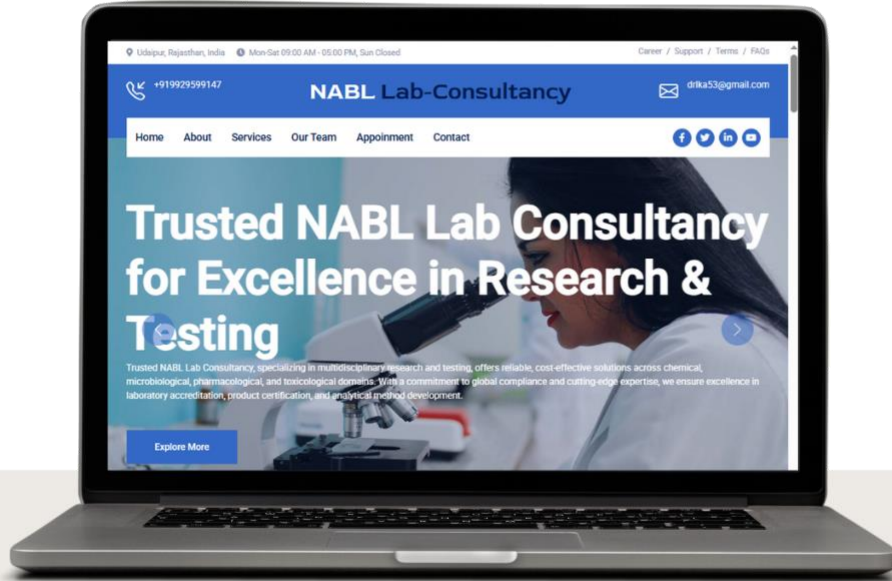 Udaipur, Rajasthan, India Mon-Sat 09:00 AM - 05:00 PM, Sun Closed Career / Support / Terms / FAQs
+919929599147 NABL Lab-Consultancy drlka53@gmail.com
Home About Services Our Team Appoinment Contact
Trusted NABL Lab Consultancy
for Excellence in Research &
Testing
Trusted NABL Lab Consultancy, specializing in multidisciplinary research and testing, offers reliable, cost-effective solutions across chemical,
microbiological, pharmacological, and toxicological domains. With a commitment to global compliance and cutting-edge expertise, we ensure excellence in
laboratory accreditation, product certification, and analytical method development.
Explore More